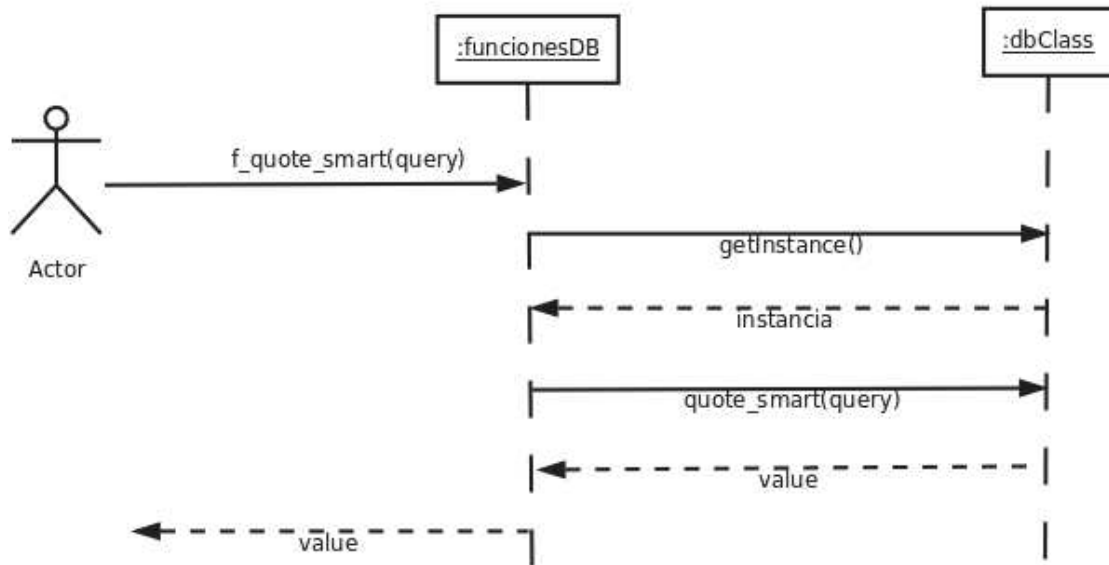 :funcionesDB
:dbClass
f_quote_smart(query)
getInstance()
Actor
instancia
quote_smart(query)
value
value